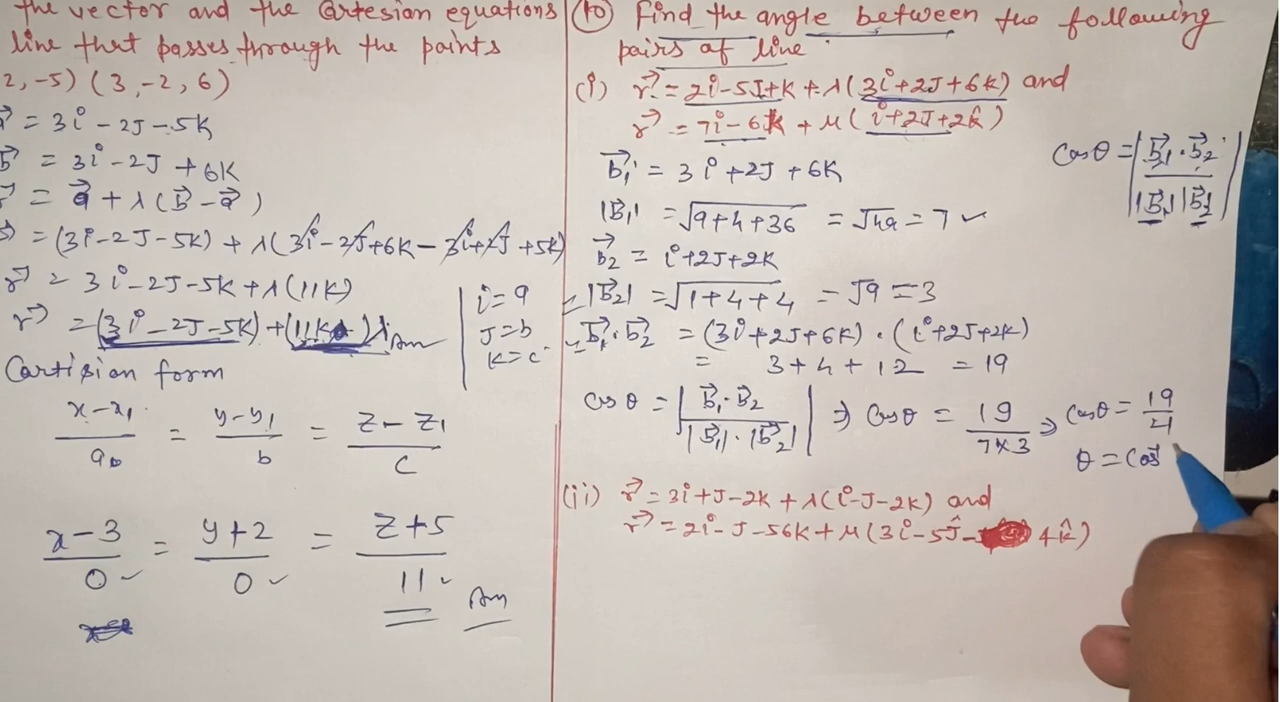 the vector and the Cartesian equations
line that passes through the points
2, -5) (3, -2, 6)
= 3i - 2J - 5K
b = 3i - 2J + 6K
= a + λ(b - a)
= (3i - 2J - 5K) + λ(3i - 2J + 6K - 3i + 2J + 5K)
r = 3i - 2J - 5K + λ(11K)
r = (3i - 2J - 5K) + (11K)λ Am
i = a
J = b
K = c
Cartisian form
x - x₁ / a = y - y₁ / b = z - z₁ / c
x - 3 / 0 = y + 2 / 0 = z + 5 / 11 Am
(10) Find the angle between the following
pairs of line
(i) r = 2i - 5J + K + λ(3i + 2J + 6K) and
r = 7i - 6K + μ(i + 2J + 2k̂)
b₁ = 3i + 2J + 6K
cos θ = |b₁ · b₂ / |b₁| |b₂||
|b₁| = √9 + 4 + 36 = √49 = 7 ✓
b₂ = i + 2J + 2K
= |b₂| = √1 + 4 + 4 = √9 = 3
= b₁ · b₂ = (3i + 2J + 6K) · (i + 2J + 2K)
= 3 + 4 + 12 = 19
cos θ = |b₁ · b₂ / |b₁| · |b₂|| ⇒ cos θ = 19 / 7×3 ⇒ cos θ = 19 / 21
θ = cos⁻
(ii) r = 3i + J - 2K + λ(i - J - 2K) and
r = 2i - J - 56K + μ(3i - 5Ĵ - 4k̂)